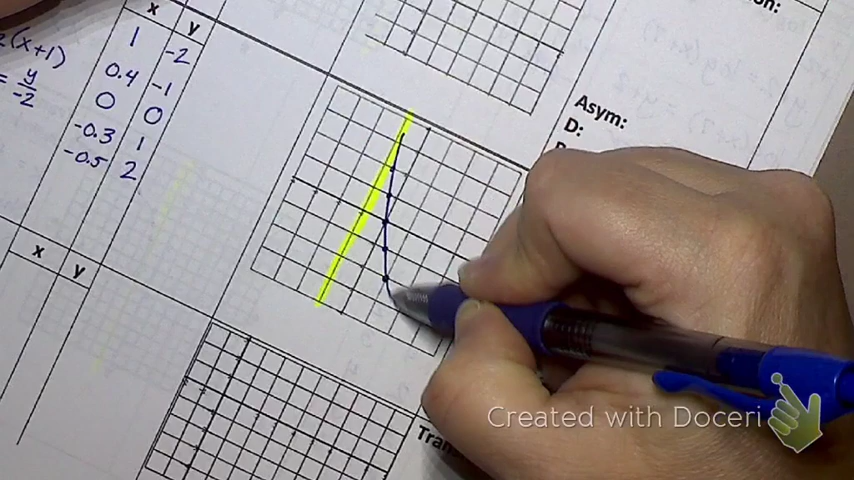 x y
2(x+1)
= y/-2
1 -2
0.4 -1
0 0
-0.3 1
-0.5 2
x y
Asym:
D:
Created with Doceri